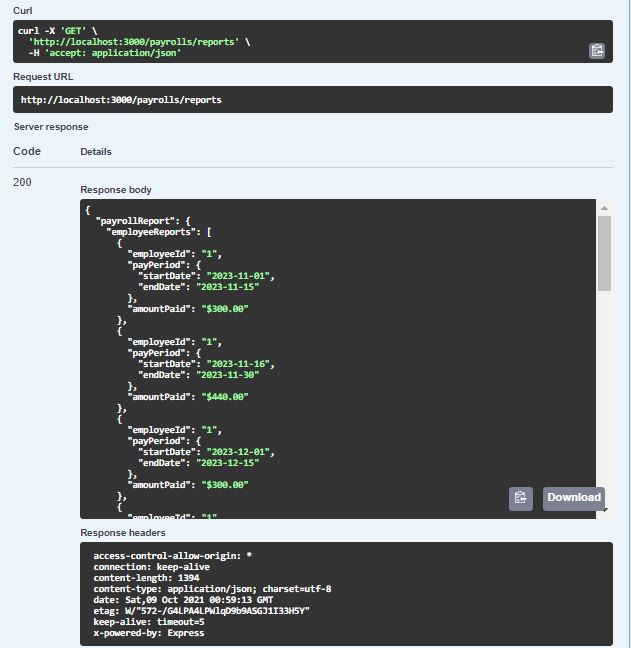 Curl
curl -X 'GET' \
  'http://localhost:3000/payrolls/reports' \
  -H 'accept: application/json'
Request URL
http://localhost:3000/payrolls/reports
Server response
Code Details
200
Response body
{
  "payrollReport": {
    "employeeReports": [
      {
        "employeeId": "1",
        "payPeriod": {
          "startDate": "2023-11-01",
          "endDate": "2023-11-15"
        },
        "amountPaid": "$300.00"
      },
      {
        "employeeId": "1",
        "payPeriod": {
          "startDate": "2023-11-16",
          "endDate": "2023-11-30"
        },
        "amountPaid": "$440.00"
      },
      {
        "employeeId": "1",
        "payPeriod": {
          "startDate": "2023-12-01",
          "endDate": "2023-12-15"
        },
        "amountPaid": "$300.00"
      },
      {
        "employeeId": "1"
Download
Response headers
access-control-allow-origin: *
connection: keep-alive
content-length: 1394
content-type: application/json; charset=utf-8
date: Sat,09 Oct 2021 00:59:13 GMT
etag: W/"572-/G4LPA4LPWlqD9b9ASGJ1I33H5Y"
keep-alive: timeout=5
x-powered-by: Express